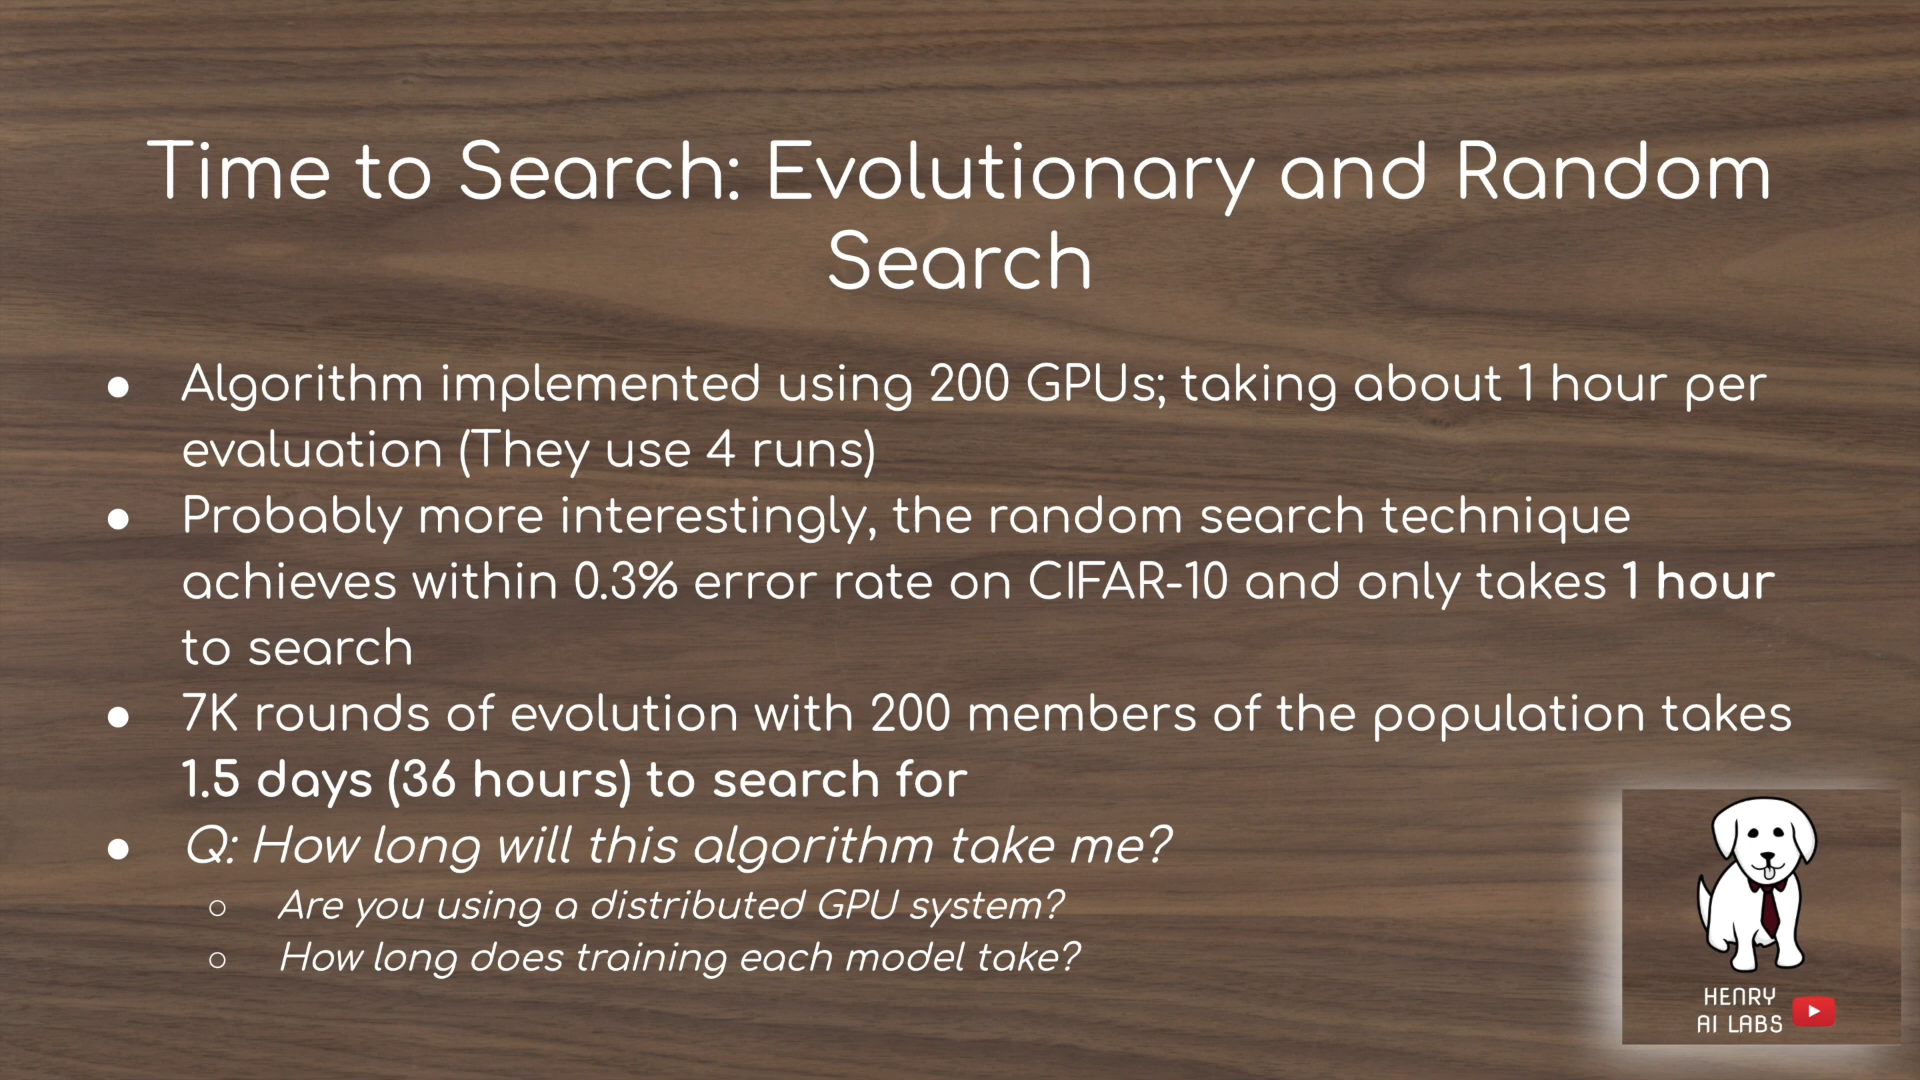 Time to Search: Evolutionary and Random
Search
● Algorithm implemented using 200 GPUs; taking about 1 hour per
evaluation (They use 4 runs)
● Probably more interestingly, the random search technique
achieves within 0.3% error rate on CIFAR-10 and only takes 1 hour
to search
● 7K rounds of evolution with 200 members of the population takes
1.5 days (36 hours) to search for
● Q: How long will this algorithm take me?
○ Are you using a distributed GPU system?
○ How long does training each model take?
HENRY
AI LABS